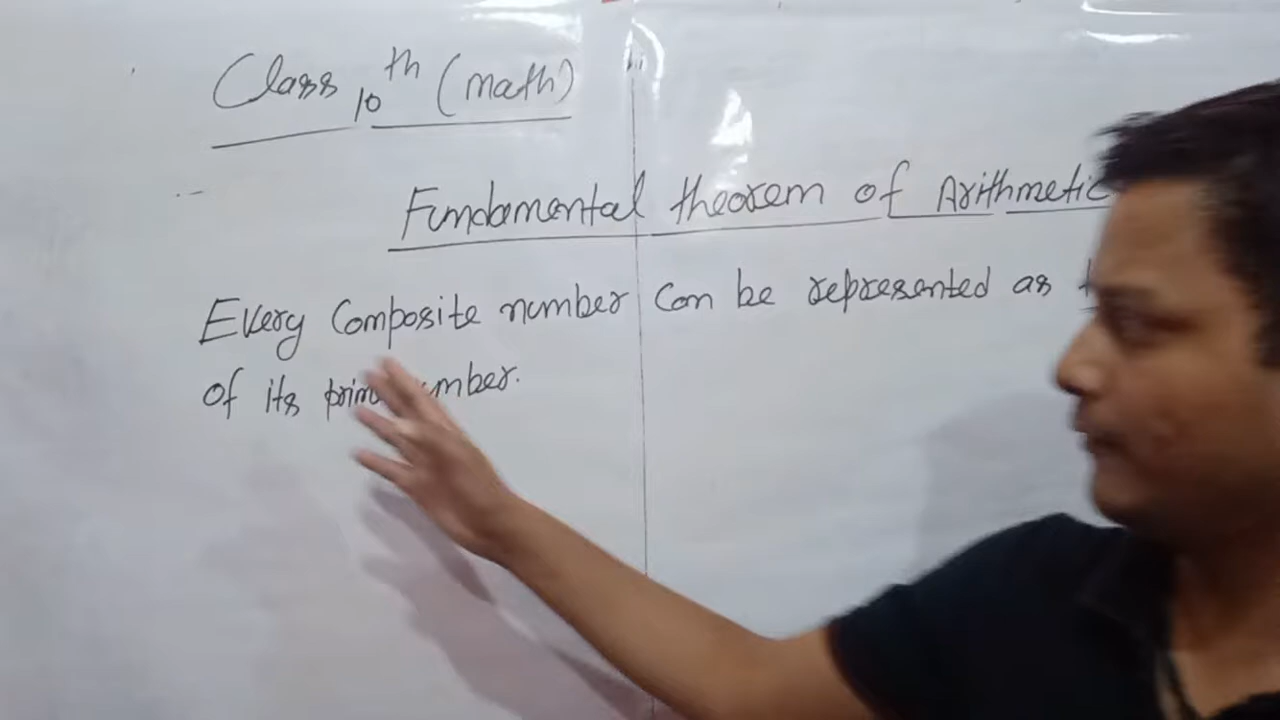 Class 10th (math)
Fundamental theorem of Arithmetic
Every Composite number can be represented as
of its